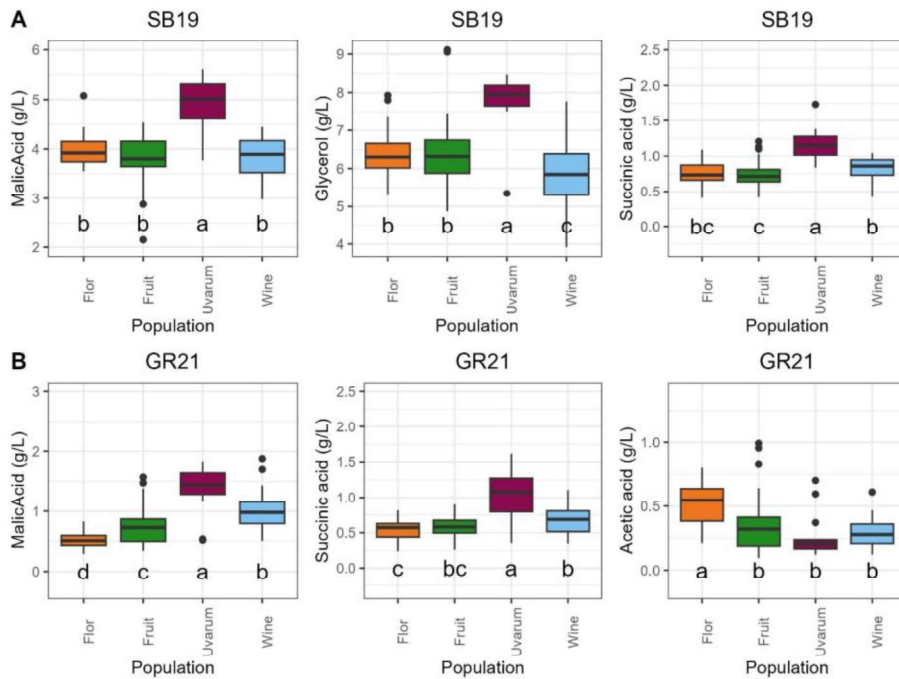 A
SB19
MalicAcid (g/L)
6
5
4
3
2
b b a b
Flor Fruit Uvarum Wine
Population
SB19
Glycerol (g/L)
9
8
7
6
5
4
b b a c
Flor Fruit Uvarum Wine
Population
SB19
Succinic acid (g/L)
2.5
2.0
1.5
1.0
0.5
0.0
bc c a b
Flor Fruit Uvarum Wine
Population
B
GR21
MalicAcid (g/L)
3
2
1
0
d c a b
Flor Fruit Uvarum Wine
Population
GR21
Succinic acid (g/L)
2.5
2.0
1.5
1.0
0.5
0.0
c bc a b
Flor Fruit Uvarum Wine
Population
GR21
Acetic acid (g/L)
1.0
0.5
0.0
a b b b
Flor Fruit Uvarum Wine
Population